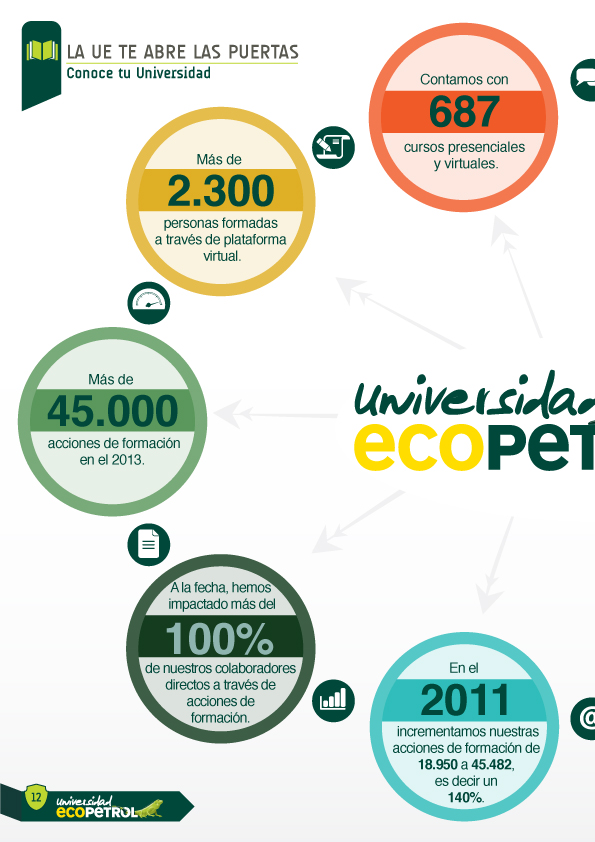 LA UE TE ABRE LAS PUERTAS
Conoce tu Universidad
Contamos con
687
cursos presenciales
y virtuales.
Más de
2.300
personas formadas
a través de plataforma
virtual.
Más de
45.000
acciones de formación
en el 2013.
universidad
ecopet
A la fecha, hemos
impactado más del
100%
de nuestros colaboradores
directos a través de
acciones de
formación.
En el
2011
incrementamos nuestras
acciones de formación de
18.950 a 45.482,
es decir un
140%.
@
12
universidad
ecopetrol